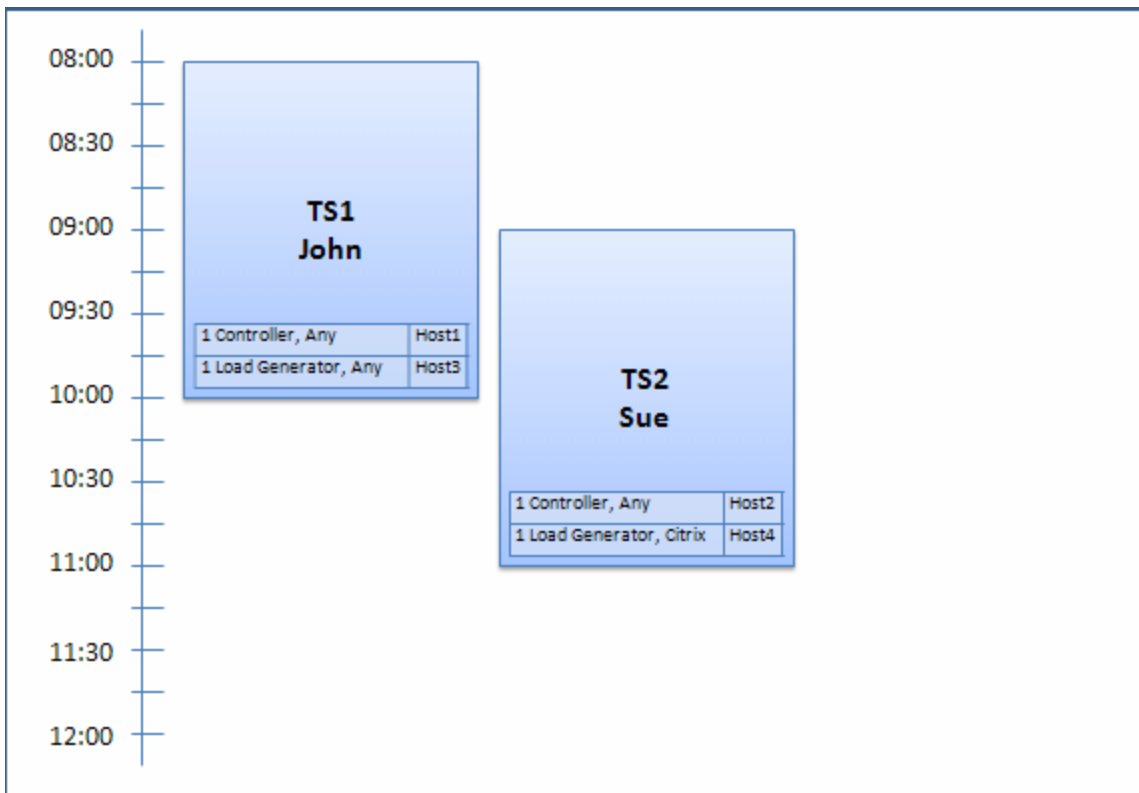 08:00
08:30
09:00
09:30
10:00
10:30
11:00
11:30
12:00
TS1
John
1 Controller, Any Host1
1 Load Generator, Any Host3
TS2
Sue
1 Controller, Any Host2
1 Load Generator, Citrix Host4